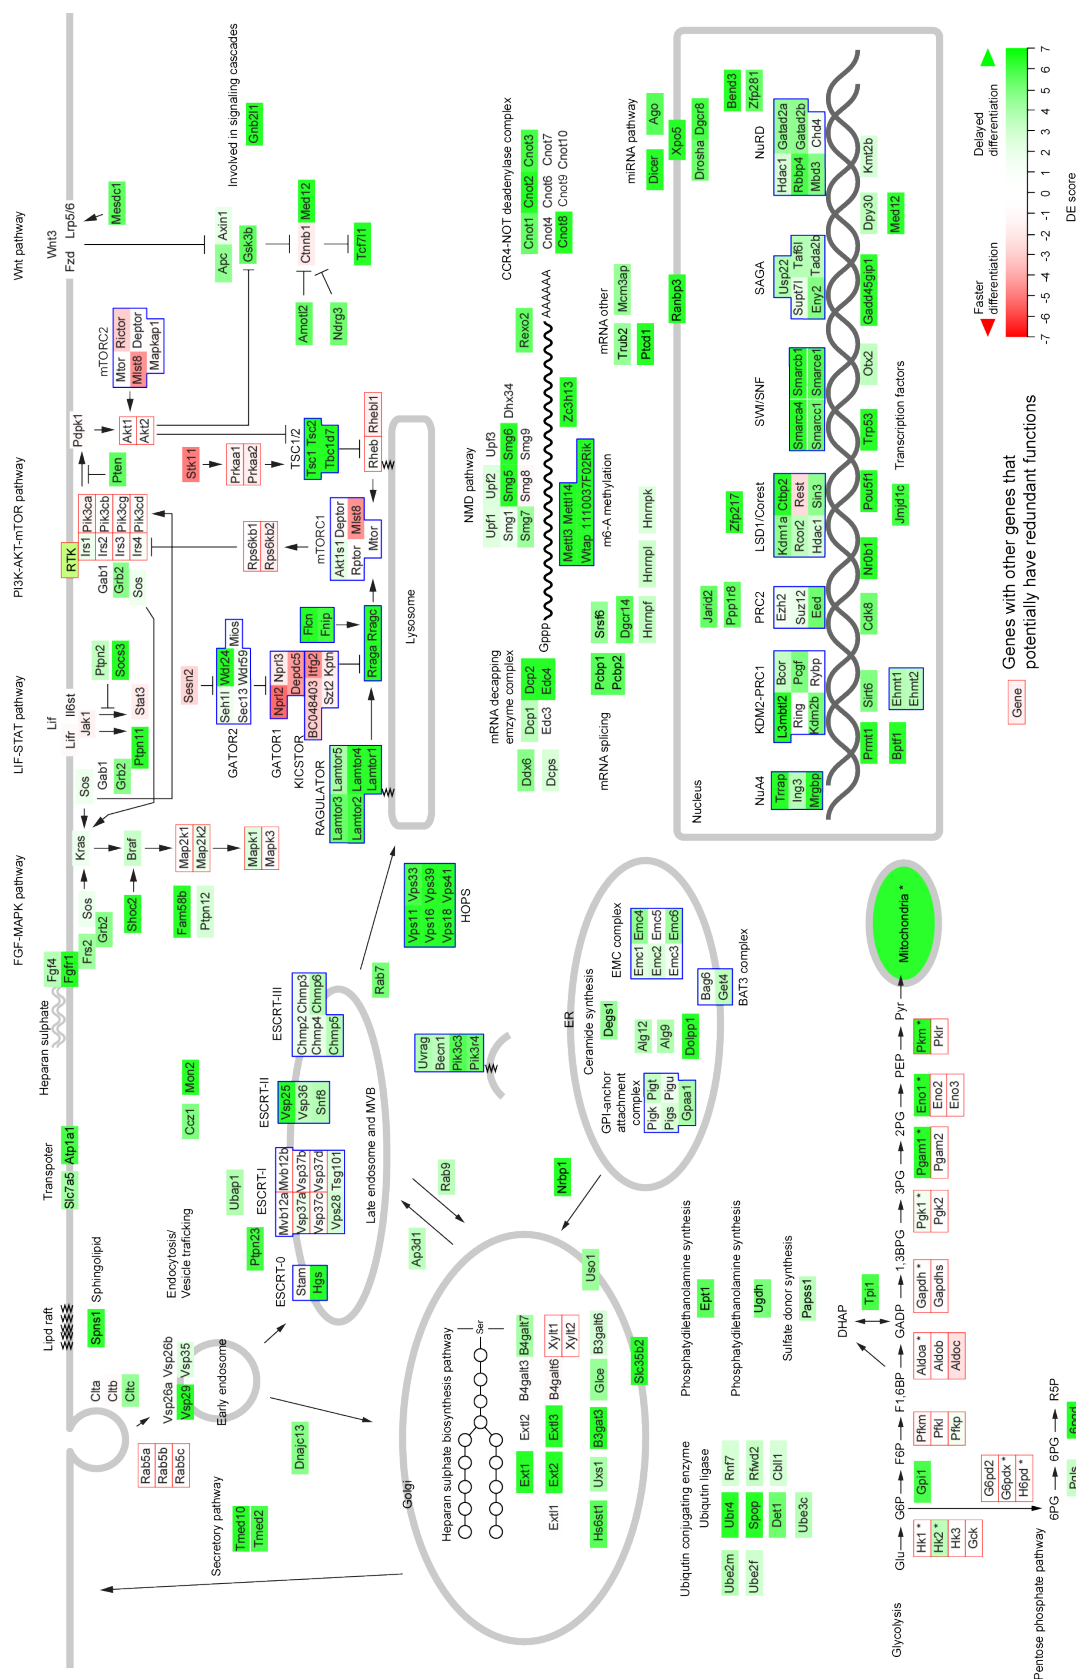 Wnt pathway
Wnt3
Fzd Lrp5/6
Mesdc1
Involved in signaling cascades
Gnb2l1
Apc Axin1
Gsk3b
Ctnnb1 Med12
Tcf7l1
Amotl2
Ndrg3
PI3K-AKT-mTOR pathway
RTK
Irs1 Pik3ca
Irs2 Pik3cb
Irs3 Pik3cg
Irs4 Pik3cd
Gab1
Grb2
Sos
Pten
Pdpk1
Akt1
Akt2
mTORC2
Mtor Rictor
Mlst8 Deptor
Mapkap1
Stk11
Prkaa1
Prkaa2
TSC1/2
Tsc1 Tsc2
Tbc1d7
Rheb Rhebl1
Rps6kb1
Rps6kb2
mTORC1
Akt1s1 Deptor
Rptor Mlst8
Mtor
Lysosome
LIF-STAT pathway
Lif
Lifr Il6st
Jak1
Stat3
Ptpn2
Socs3
Sos
Gab1
Grb2
Ptpn11
Sesn2
GATOR2
Seh1l Wdr24 Mios
Sec13 Wdr59
GATOR1
Nprl2 Nprl3
Depdc5
KICSTOR
BC048403 Itfg2
Szt2 Kptn
Flcn
Fnip
Rraga Rragc
RAGULATOR
Lamtor3 Lamtor5
Lamtor2 Lamtor4
Lamtor1
FGF-MAPK pathway
Fgf4
Fgfr1
Frs2
Grb2
Sos
Kras
Shoc2
Braf
Fam58b
Ptpn12
Map2k1
Map2k2
Mapk1
Mapk3
Heparan sulphate
Transpoter
Slc7a5 Atp1a1
Ccz1 Mon2
Lipd raft
Sphingolipid
Spns1
Endocytosis/
Vesicle traficking
Clta
Cltb
Cltc
Rab5a
Rab5b
Rab5c
Vsp26a Vsp26b
Vsp29 Vsp35
Early endosome
Dnajc13
Secretory pathway
Tmed10
Tmed2
Ubap1
Ptpn23
ESCRT-0
Stam
Hgs
ESCRT-I
Mvb12a Mvb12b
Vsp37a Vsp37b
Vsp37c Vsp37d
Vps28 Tsg101
ESCRT-II
Vsp25
Vsp36
Snf8
ESCRT-III
Chmp2 Chmp3
Chmp4 Chmp6
Chmp5
Late endosome and MVB
Rab7
HOPS
Vps11 Vps33
Vps16 Vps39
Vps18 Vps41
Uvrag
Becn1
Pik3c3
Pik3r4
Ap3d1
Rab9
Nrbp1
Golgi
Heparan sulphate biosynthesis pathway
Ser
Extl1
Ext1 Extl2
Ext2 Extl3
B4galt3 B4galt7
B4galt6
Xylt1
Xylt2
Hs6st1 Uxs1
B3gat3 Glce B3galt6
Uso1
Slc35b2
ER
Ceramide synthesis
Degs1
GPI-anchor
attachment
complex
Pigk Pigt
Pigs Pigu
Gpaa1
Alg12
Alg9
Dolpp1
EMC complex
Emc1 Emc4
Emc2 Emc5
Emc3 Emc6
Bag6
Get4
BAT3 complex
CCR4-NOT deadenylase complex
Cnot1 Cnot2 Cnot3
Cnot4 Cnot6 Cnot7
Cnot8 Cnot9 Cnot10
Rexo2
Gppp
AAAAAA
NMD pathway
Upf1 Upf2 Upf3
Smg1 Smg5 Smg6 Dhx34
Smg7 Smg8 Smg9
Zc3h13
Mettl3 Mettl14
Wtap 1110037F02Rik
m6-A methylation
mRNA decapping
enzyme complex
Ddx6 Dcp1 Dcp2
Dcps Edc3 Edc4
mRNA splicing
Pcbp1
Pcbp2
Srsf6
Dgcr14
Hnrnpf Hnrnpl Hnrnpk
mRNA other
Trub2 Mcm3ap
Ptcd1
Ranbp3
miRNA pathway
Dicer Ago
Xpo5
Drosha Dgcr8
Nucleus
NuA4
Trrap
Ing3
Mrgbp
KDM2-PRC1
L3mbtl2 Bcor
Ring Pcgf
Kdm2b Rybp
Jarid2
Ppp1r8
PRC2
Ezh2
Suz12
Eed
Zfp217
LSD1/Corest
Kdm1a Ctbp2
Rcor2 Rest
Hdac1 Sin3
SWI/SNF
Smarca4 Smarcb1
Smarcc1 Smarce1
SAGA
Usp22
Supt7l Taf6l
Eny2 Tada2b
NuRD
Hdac1 Gatad2a
Rbbp4 Gatad2b
Mbd3 Chd4
Bend3
Zfp281
Prmt1 Sirt6 Cdk8 Nr0b1 Pou5f1 Trp53 Otx2 Gadd45gip1 Dpy30 Kmt2b
Bptf1
Ehmt1
Ehmt2
Jmjd1c
Med12
Transcription factors
Ubiqutin conjugating enzyme
Ubiqutin ligase
Ube2m Ubr4 Rnf7
Ube2f Spop Rfwd2
Det1 Cbll1
Ube3c
Phosphatydilethanolamine synthesis
Ept1
Phosphatydilethanolamine synthesis
Ugdh
Sulfate donor synthesis
Papss1
Glycolysis
Glu G6P F6P F1,6BP GADP 1,3BPG 3PG 2PG PEP Pyr
DHAP
Tpi1
Hk1 *
Hk2 *
Hk3
Gck
Gpi1
Pfkm
Pfkl
Pfkp
Aldoa *
Aldob
Aldoc
Gapdh *
Gapdhs
Pgk1 *
Pgk2
Pgam1 *
Pgam2
Eno1 *
Eno2
Eno3
Pkm *
Pklr
Mitochondria *
Pentose phosphate pathway
G6pd2
G6pdx *
H6pd *
6PG 6PG R5P
Pgls
6pgd
Gene
Genes with other genes that
potentially have redundant functions
Faster
differentiation
Delayed
differentiation
-7 -6 -5 -4 -3 -2 -1 0 1 2 3 4 5 6 7
DE score